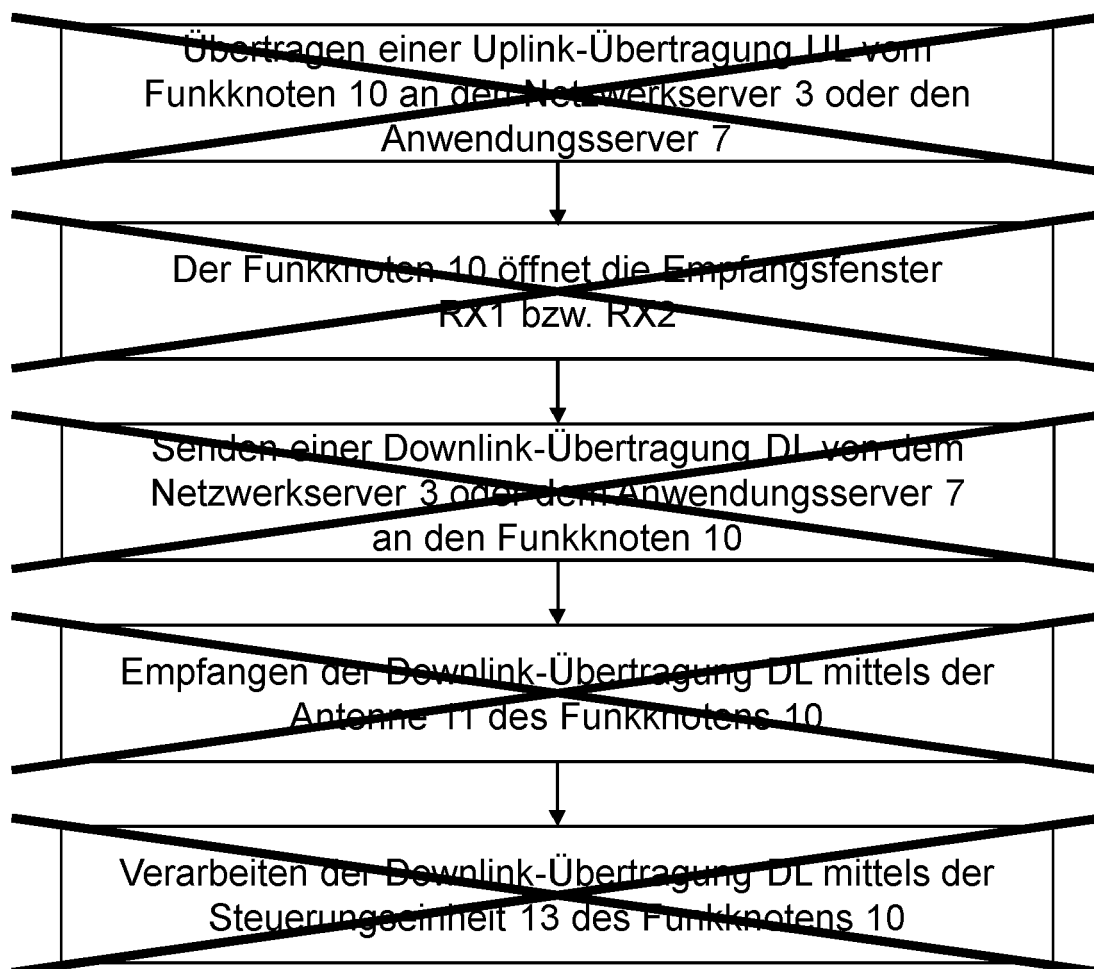 Übertragen einer Uplink-Übertragung UL vom
Funkknoten 10 an den Netzwerkserver 3 oder den
Anwendungsserver 7
Der Funkknoten 10 öffnet die Empfangsfenster
RX1 bzw. RX2
Senden einer Downlink-Übertragung DL von dem
Netzwerkserver 3 oder dem Anwendungsserver 7
an den Funkknoten 10
Empfangen der Downlink-Übertragung DL mittels der
Antenne 11 des Funkknotens 10
Verarbeiten der Downlink-Übertragung DL mittels der
Steuerungseinheit 13 des Funkknotens 10